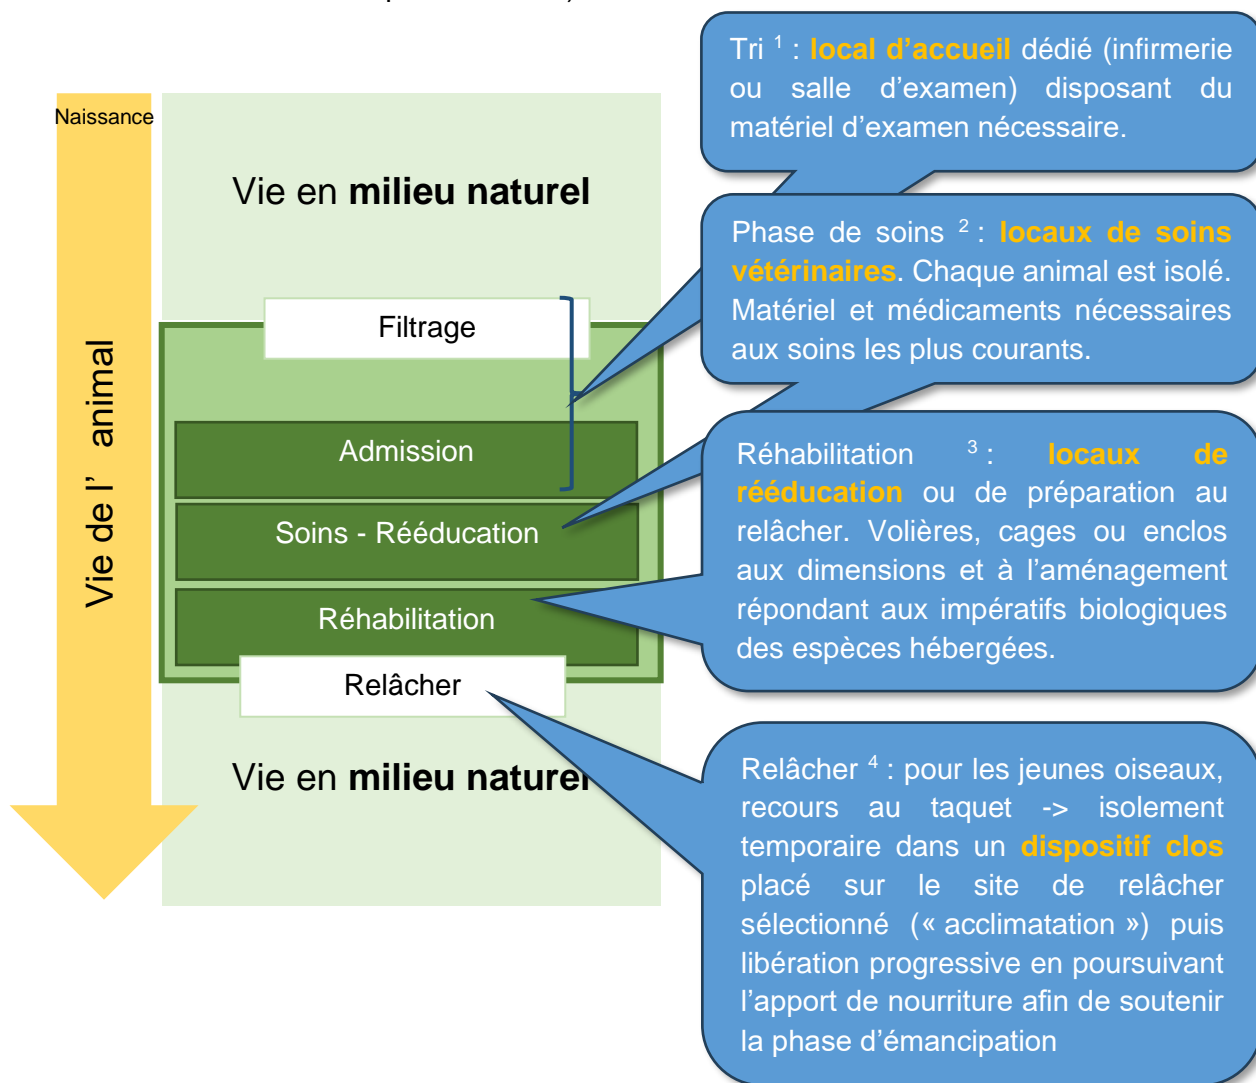 Naissance
Vie de l’ animal
Vie en milieu naturel
Filtrage
Admission
Soins - Rééducation
Réhabilitation
Relâcher
Vie en milieu naturel
Tri 1 : local d’accueil dédié (infirmerie
ou salle d’examen) disposant du
matériel d’examen nécessaire.
Phase de soins 2 : locaux de soins
vétérinaires. Chaque animal est isolé.
Matériel et médicaments nécessaires
aux soins les plus courants.
Réhabilitation 3 : locaux de
rééducation ou de préparation au
relâcher. Volières, cages ou enclos
aux dimensions et à l’aménagement
répondant aux impératifs biologiques
des espèces hébergées.
Relâcher 4 : pour les jeunes oiseaux,
recours au taquet -> isolement
temporaire dans un dispositif clos
placé sur le site de relâcher
sélectionné (« acclimatation ») puis
libération progressive en poursuivant
l’apport de nourriture afin de soutenir
la phase d’émancipation